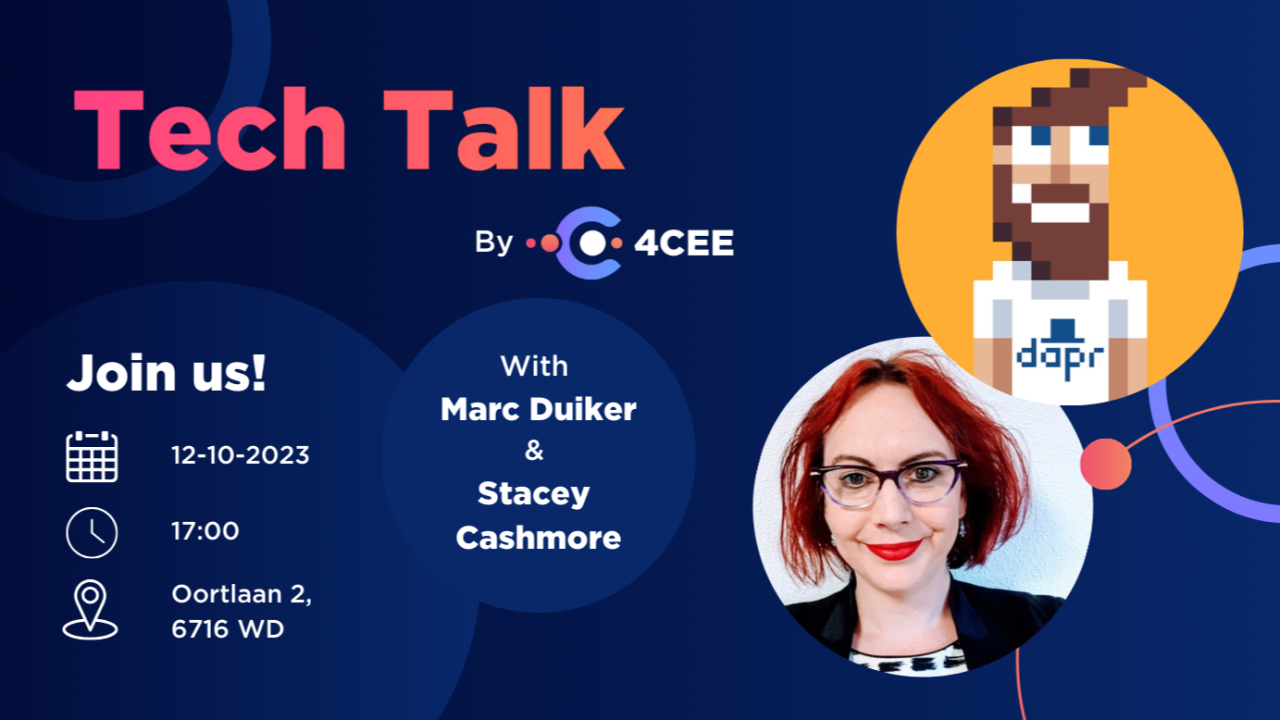 Tech Talk
By 4CEE
Join us!
12-10-2023
17:00
Oortlaan 2,
6716 WD
With
Marc Duiker
&
Stacey
Cashmore
dapr